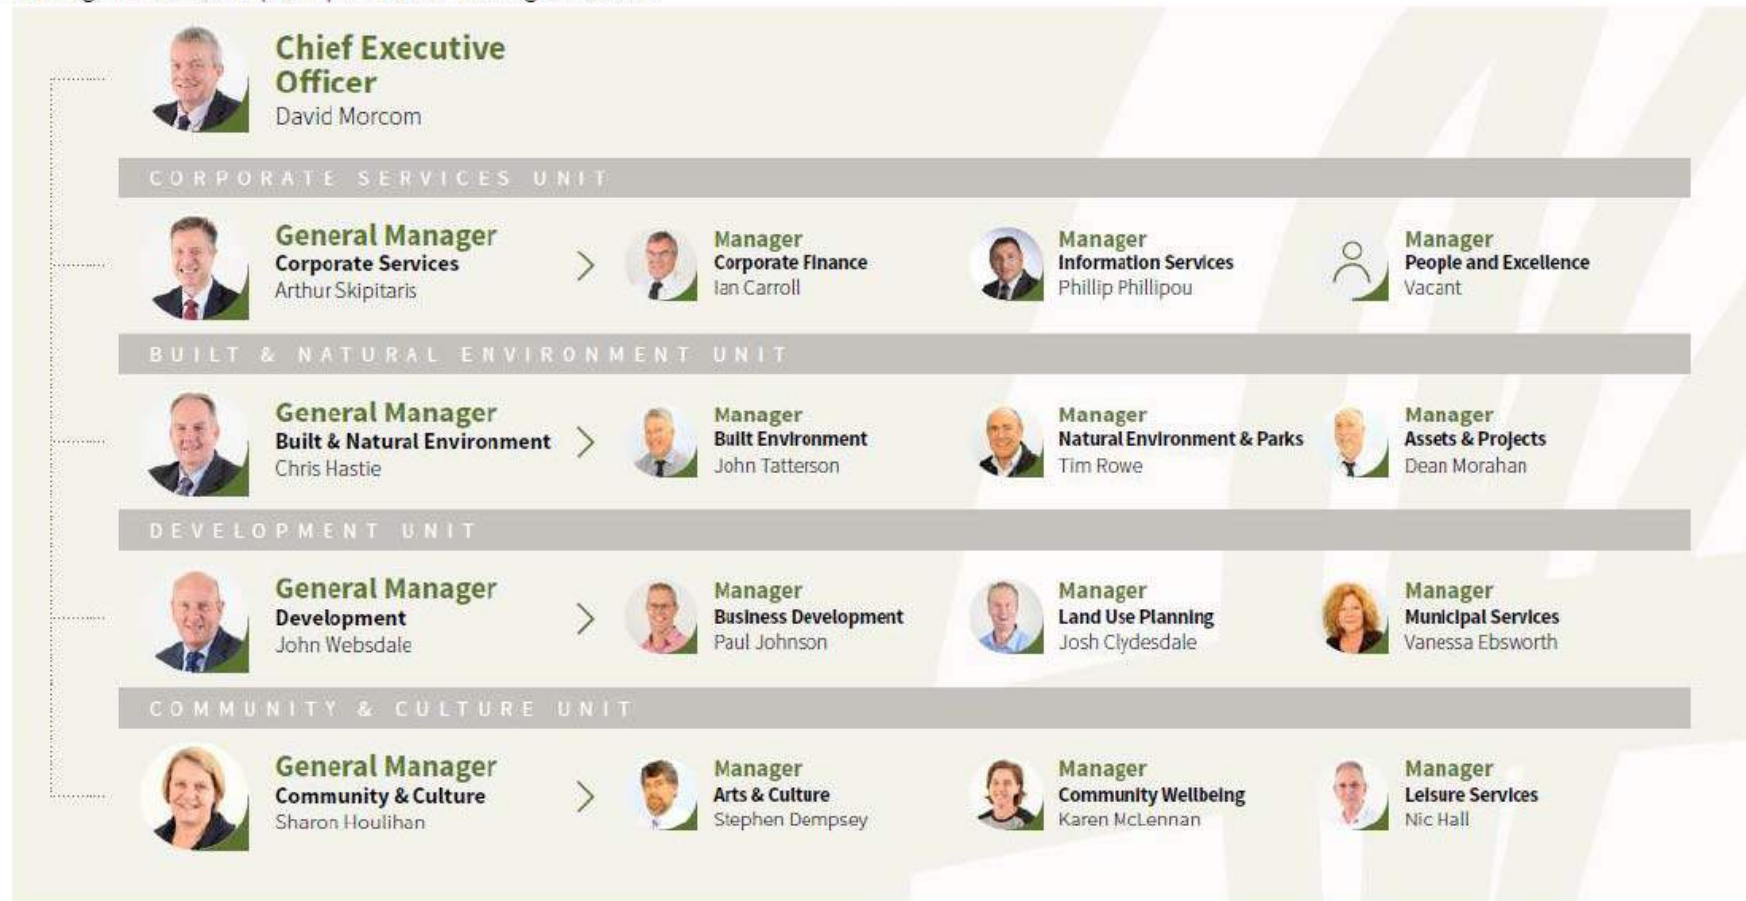 Chief Executive
Officer
David Morcom
CORPORATE SERVICES UNIT
General Manager
Corporate Services
Arthur Skipitaris
Manager
Corporate Finance
Ian Carroll
Manager
Information Services
Phillip Phillipou
Manager
People and Excellence
Vacant
BUILT & NATURAL ENVIRONMENT UNIT
General Manager
Built & Natural Environment
Chris Hastie
Manager
Built Environment
John Tatterson
Manager
Natural Environment & Parks
Tim Rowe
Manager
Assets & Projects
Dean Morahan
DEVELOPMENT UNIT
General Manager
Development
John Websdale
Manager
Business Development
Paul Johnson
Manager
Land Use Planning
Josh Clydesdale
Manager
Municipal Services
Vanessa Ebsworth
COMMUNITY & CULTURE UNIT
General Manager
Community & Culture
Sharon Houlihan
Manager
Arts & Culture
Stephen Dempsey
Manager
Community Wellbeing
Karen McLennan
Manager
Leisure Services
Nic Hall